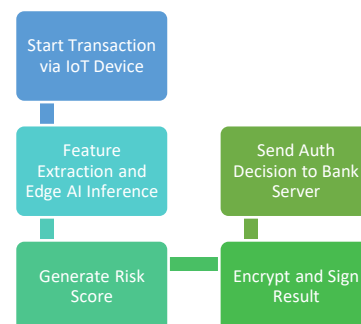 Start Transaction
via IoT Device
Feature
Extraction and
Edge AI Inference
Generate Risk
Score
Encrypt and Sign
Result
Send Auth
Decision to Bank
Server